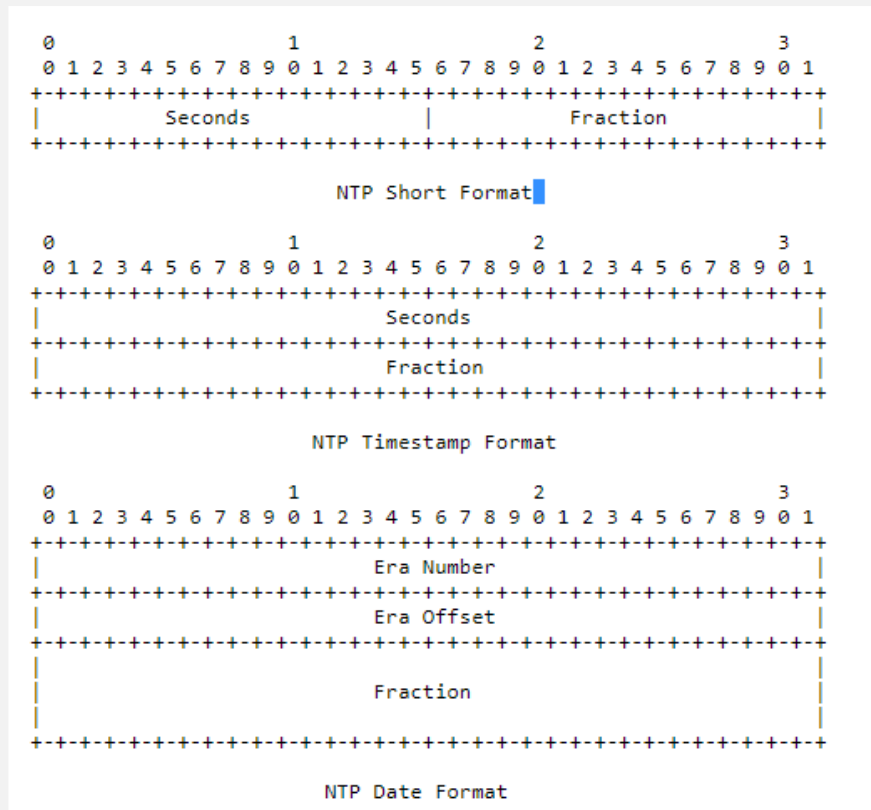 0                   1                   2                   3
 0 1 2 3 4 5 6 7 8 9 0 1 2 3 4 5 6 7 8 9 0 1 2 3 4 5 6 7 8 9 0 1
+-+-+-+-+-+-+-+-+-+-+-+-+-+-+-+-+-+-+-+-+-+-+-+-+-+-+-+-+-+-+-+-+
|          Seconds              |           Fraction            |
+-+-+-+-+-+-+-+-+-+-+-+-+-+-+-+-+-+-+-+-+-+-+-+-+-+-+-+-+-+-+-+-+
NTP Short Format
 0                   1                   2                   3
 0 1 2 3 4 5 6 7 8 9 0 1 2 3 4 5 6 7 8 9 0 1 2 3 4 5 6 7 8 9 0 1
+-+-+-+-+-+-+-+-+-+-+-+-+-+-+-+-+-+-+-+-+-+-+-+-+-+-+-+-+-+-+-+-+
|                            Seconds                            |
+-+-+-+-+-+-+-+-+-+-+-+-+-+-+-+-+-+-+-+-+-+-+-+-+-+-+-+-+-+-+-+-+
|                            Fraction                           |
+-+-+-+-+-+-+-+-+-+-+-+-+-+-+-+-+-+-+-+-+-+-+-+-+-+-+-+-+-+-+-+-+
NTP Timestamp Format
 0                   1                   2                   3
 0 1 2 3 4 5 6 7 8 9 0 1 2 3 4 5 6 7 8 9 0 1 2 3 4 5 6 7 8 9 0 1
+-+-+-+-+-+-+-+-+-+-+-+-+-+-+-+-+-+-+-+-+-+-+-+-+-+-+-+-+-+-+-+-+
|                           Era Number                          |
+-+-+-+-+-+-+-+-+-+-+-+-+-+-+-+-+-+-+-+-+-+-+-+-+-+-+-+-+-+-+-+-+
|                           Era Offset                          |
+-+-+-+-+-+-+-+-+-+-+-+-+-+-+-+-+-+-+-+-+-+-+-+-+-+-+-+-+-+-+-+-+
|                                                               |
|                           Fraction                            |
|                                                               |
+-+-+-+-+-+-+-+-+-+-+-+-+-+-+-+-+-+-+-+-+-+-+-+-+-+-+-+-+-+-+-+-+
NTP Date Format